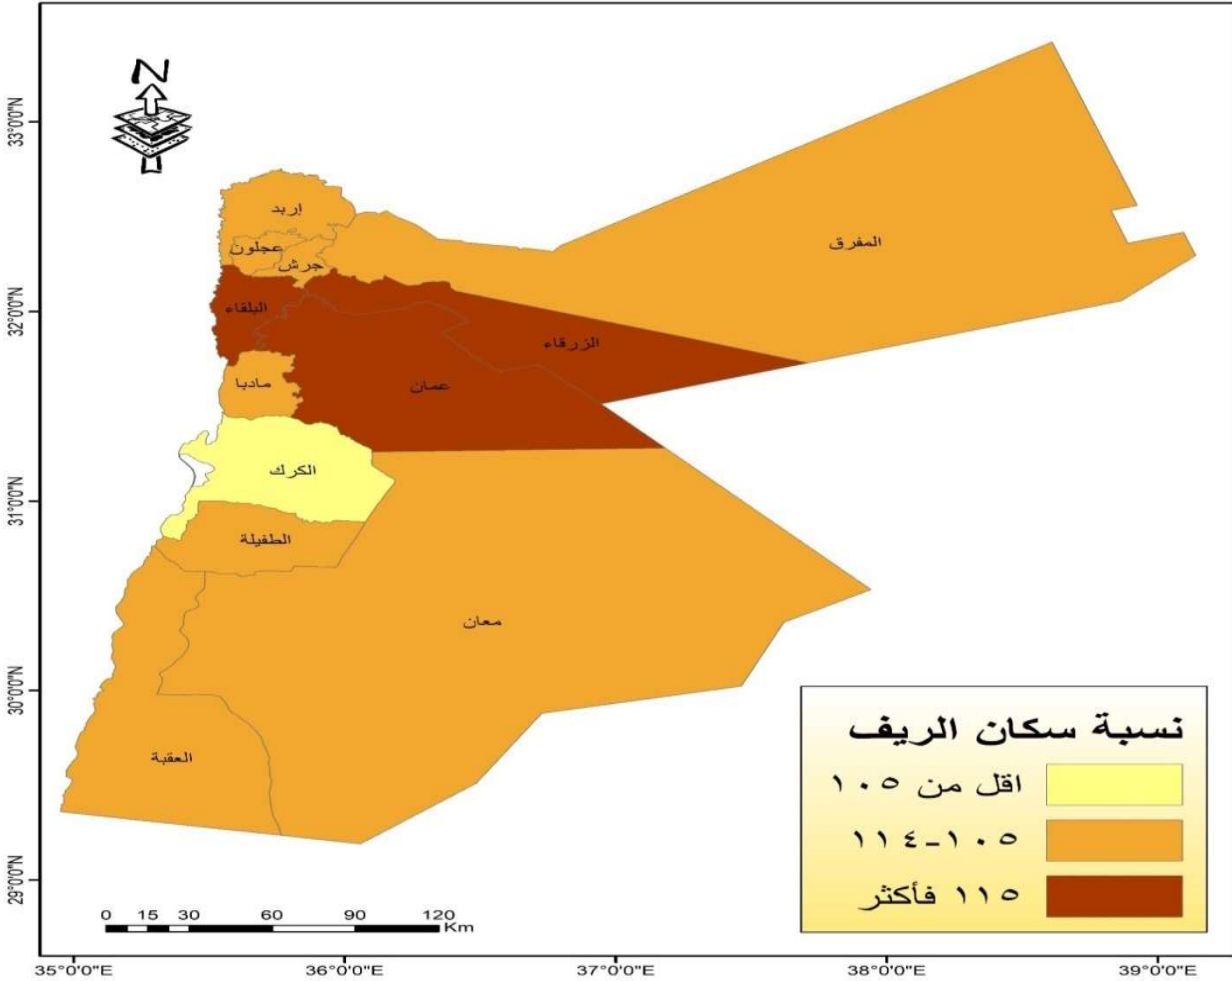 N
33°0'0"N
32°0'0"N
31°0'0"N
30°0'0"N
29°0'0"N
إربد
عجلون
جرش
المفرق
البلقاء
الزرقاء
عمان
مادبا
الكرك
الطفيلة
معان
العقبة
نسبة سكان الريف
اقل من ١٠٥
١٠٥-١١٤
١١٥ فأكثر
0 15 30 60 90 120
Km
35°0'0"E 36°0'0"E 37°0'0"E 38°0'0"E 39°0'0"E